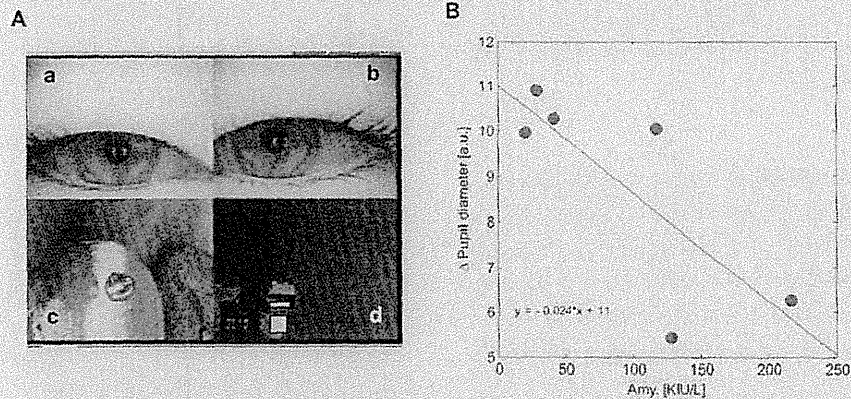 A
a
b
c
d
B
12
11
10
9
8
7
6
5
Δ Pupil diameter [a.u.]
y = - 0.024*x + 11
0
50
100
150
200
250
Amy. [KIU/L]